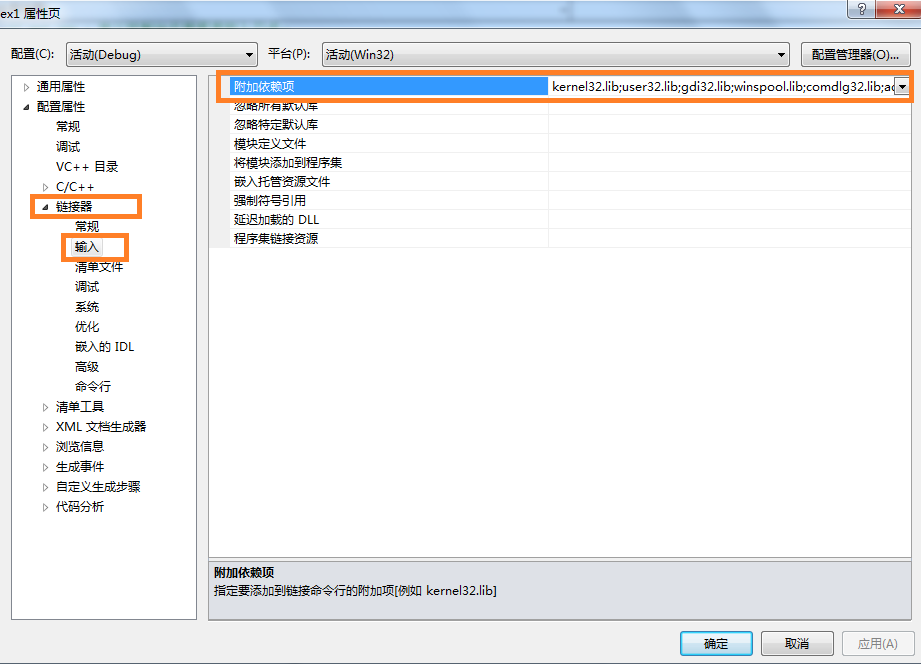 ex1 属性页
配置(C): 活动(Debug) 平台(P): 活动(Win32) 配置管理器(O)...
通用属性
配置属性
常规
调试
VC++ 目录
C/C++
链接器
常规
输入
清单文件
调试
系统
优化
嵌入的 IDL
高级
命令行
清单工具
XML 文档生成器
浏览信息
生成事件
自定义生成步骤
代码分析
附加依赖项 kernel32.lib;user32.lib;gdi32.lib;winspool.lib;comdlg32.lib;
忽略所有默认库
忽略特定默认库
模块定义文件
将模块添加到程序集
嵌入托管资源文件
强制符号引用
延迟加载的 DLL
程序集链接资源
附加依赖项
指定要添加到链接命令行的附加项[例如 kernel32.lib]
确定 取消 应用(A)